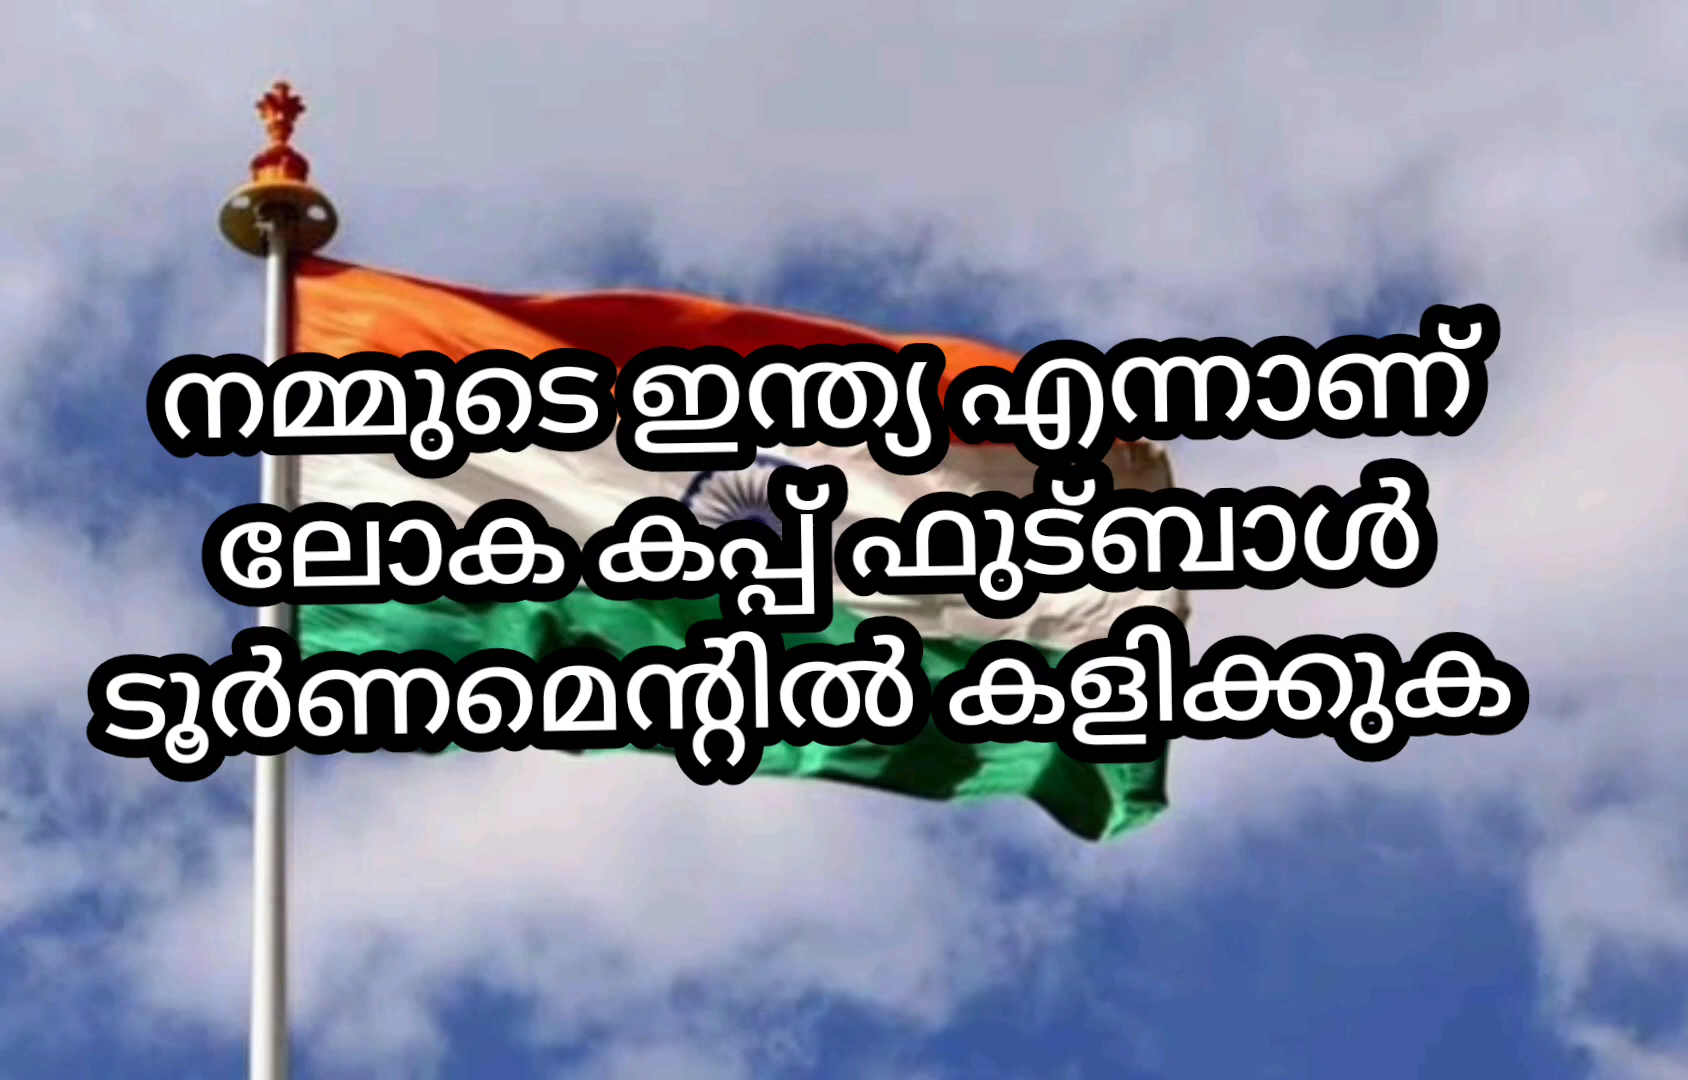 നമ്മുടെ ഇന്ത്യ എന്നാണ്
ലോക കപ്പ് ഫുട്ബാൾ
ടൂർണമെന്റിൽ കളിക്കുക